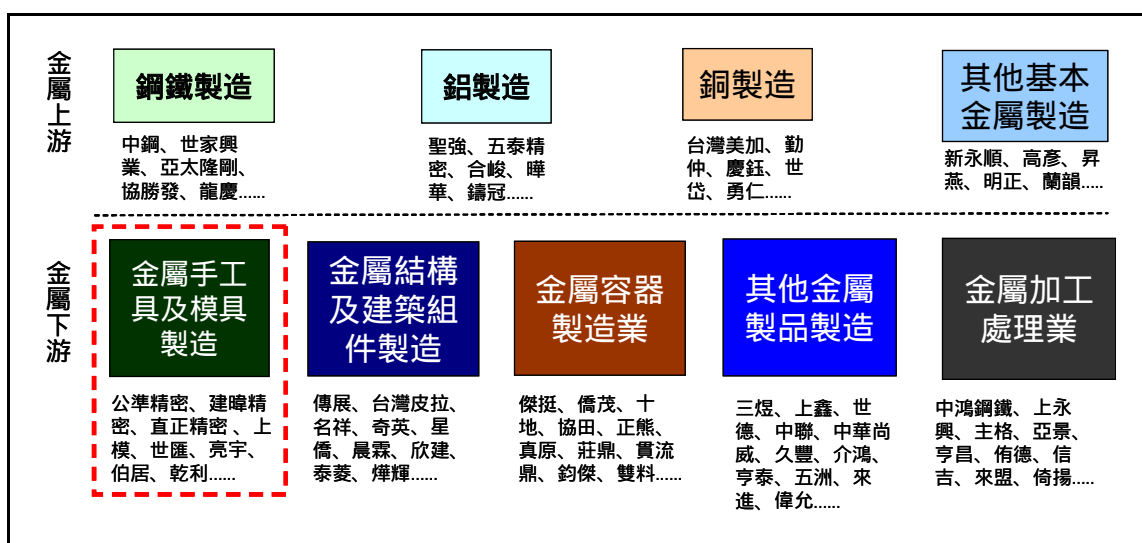 金屬上游
鋼鐵製造
中鋼、世家興
業、亞太隆剛、
協勝發、龍慶......
鋁製造
聖強、五泰精
密、合峻、曄
華、鑄冠......
銅製造
台灣美加、勤
仲、慶鈺、世
岱、勇仁......
其他基本
金屬製造
新永順、高彥、昇
燕、明正、蘭韻.....
金屬下游
金屬手工
具及模具
製造
公準精密、建暐精
密、直正精密、上
模、世匯、亮宇、
伯居、乾利......
金屬結構
及建築組
件製造
傳展、台灣皮拉、
名祥、奇英、星
僑、晨霖、欣建、
泰菱、燁輝......
金屬容器
製造業
傑挺、僑茂、十
地、協田、正熊、
真原、莊鼎、貫流
鼎、鈞傑、雙料......
其他金屬
製品製造
三煜、上鑫、世
德、中聯、中華尚
威、久豐、介鴻、
亨泰、五洲、來
進、偉允......
金屬加工
處理業
中鴻鋼鐵、上永
興、主格、亞景、
亨昌、侑德、信
吉、來盟、倚揚.....